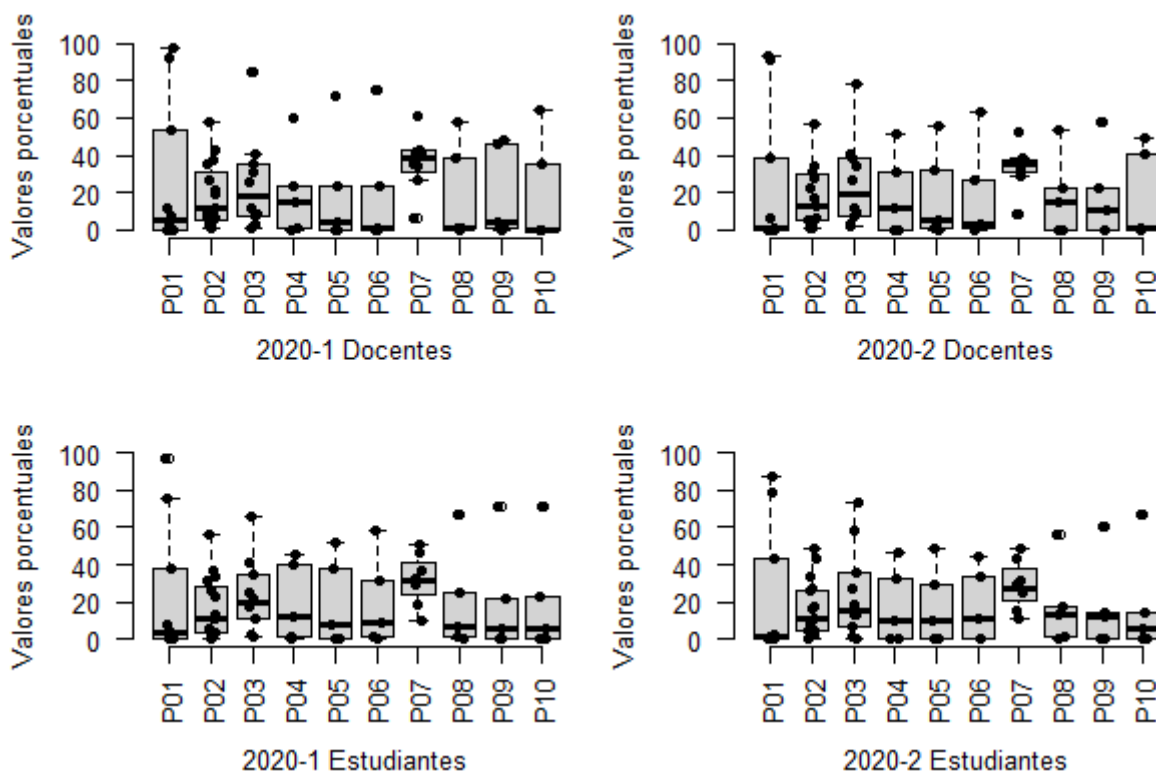 Valores porcentuales
100
80
60
40
20
0
P01 P02 P03 P04 P05 P06 P07 P08 P09 P10
2020-1 Docentes
Valores porcentuales
100
80
60
40
20
0
P01 P02 P03 P04 P05 P06 P07 P08 P09 P10
2020-2 Docentes
Valores porcentuales
100
80
60
40
20
0
P01 P02 P03 P04 P05 P06 P07 P08 P09 P10
2020-1 Estudiantes
Valores porcentuales
100
80
60
40
20
0
P01 P02 P03 P04 P05 P06 P07 P08 P09 P10
2020-2 Estudiantes